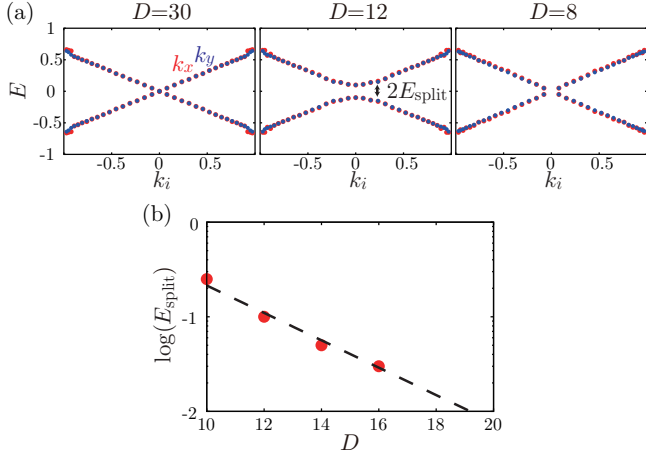 (a) D=30 D=12 D=8
1
0.5
0
-0.5
-1
E
k_x k_y
2E_split
-0.5 0 0.5 -0.5 0 0.5 -0.5 0 0.5
k_i k_i k_i
(b)
0
-1
-2
log(E_split)
10 12 14 16 18 20
D